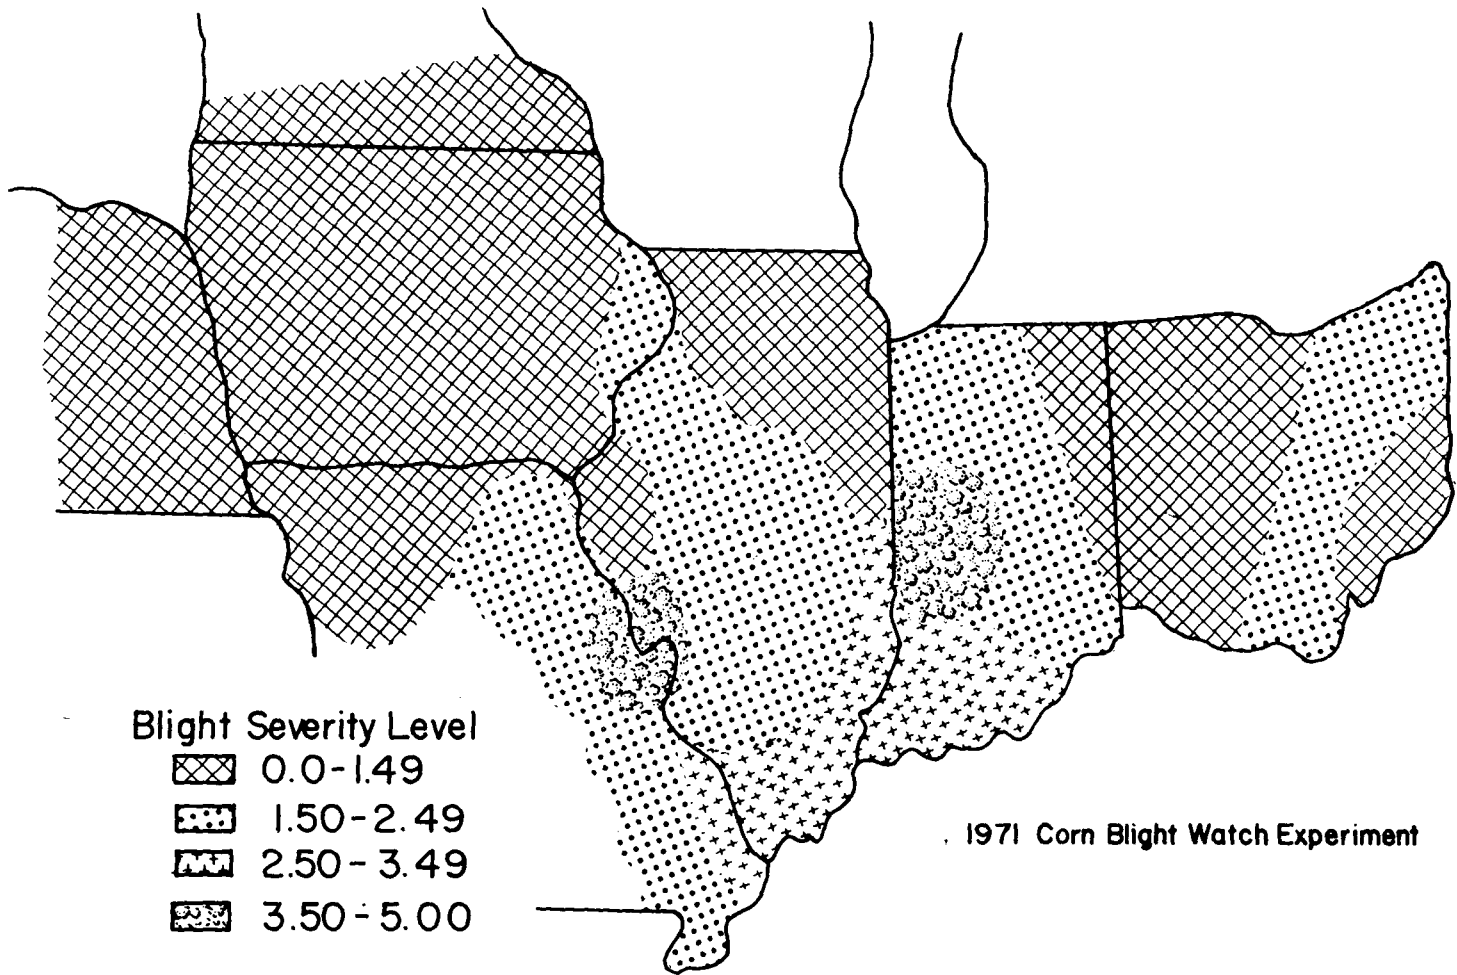 Blight Severity Level
0.0-1.49
1.50-2.49
2.50-3.49
3.50-5.00
1971 Corn Blight Watch Experiment